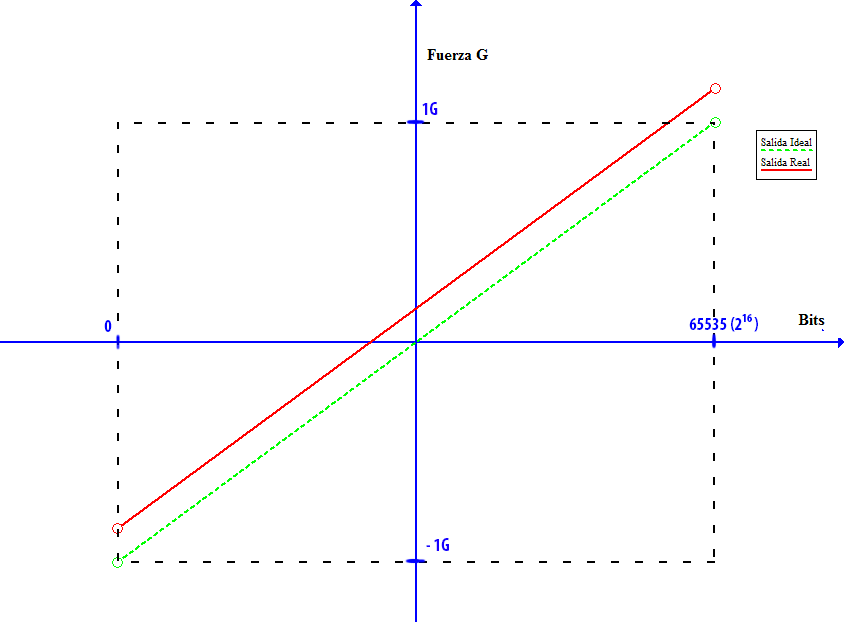 Fuerza G
1G
Salida Ideal
Salida Real
0
65535 (2¹⁶)
Bits
- 1G